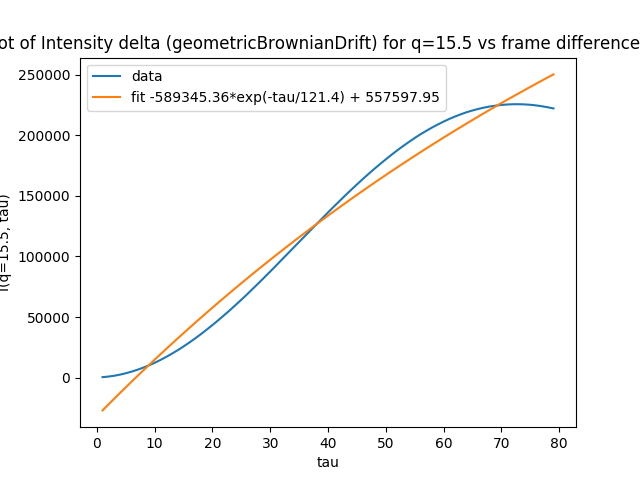 ot of Intensity delta (geometricBrownianDrift) for q=15.5 vs frame difference
250000
200000
150000
100000
50000
0
data
fit -589345.36*exp(-tau/121.4) + 557597.95
I(q=15.5, tau)
0 10 20 30 40 50 60 70 80
tau